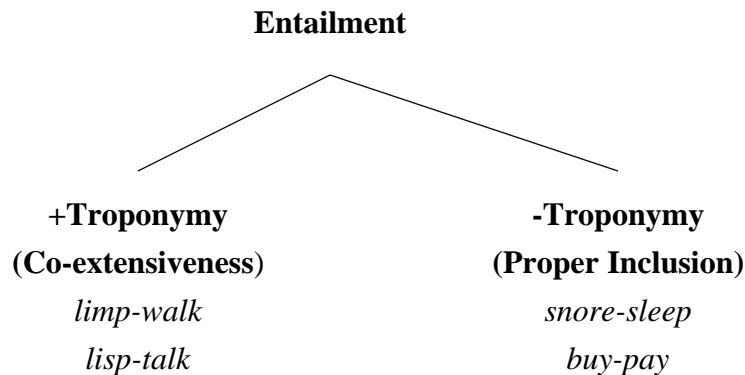 Entailment
+Troponymy
-Troponymy
(Co-extensiveness)
(Proper Inclusion)
limp-walk
snore-sleep
lisp-talk
buy-pay